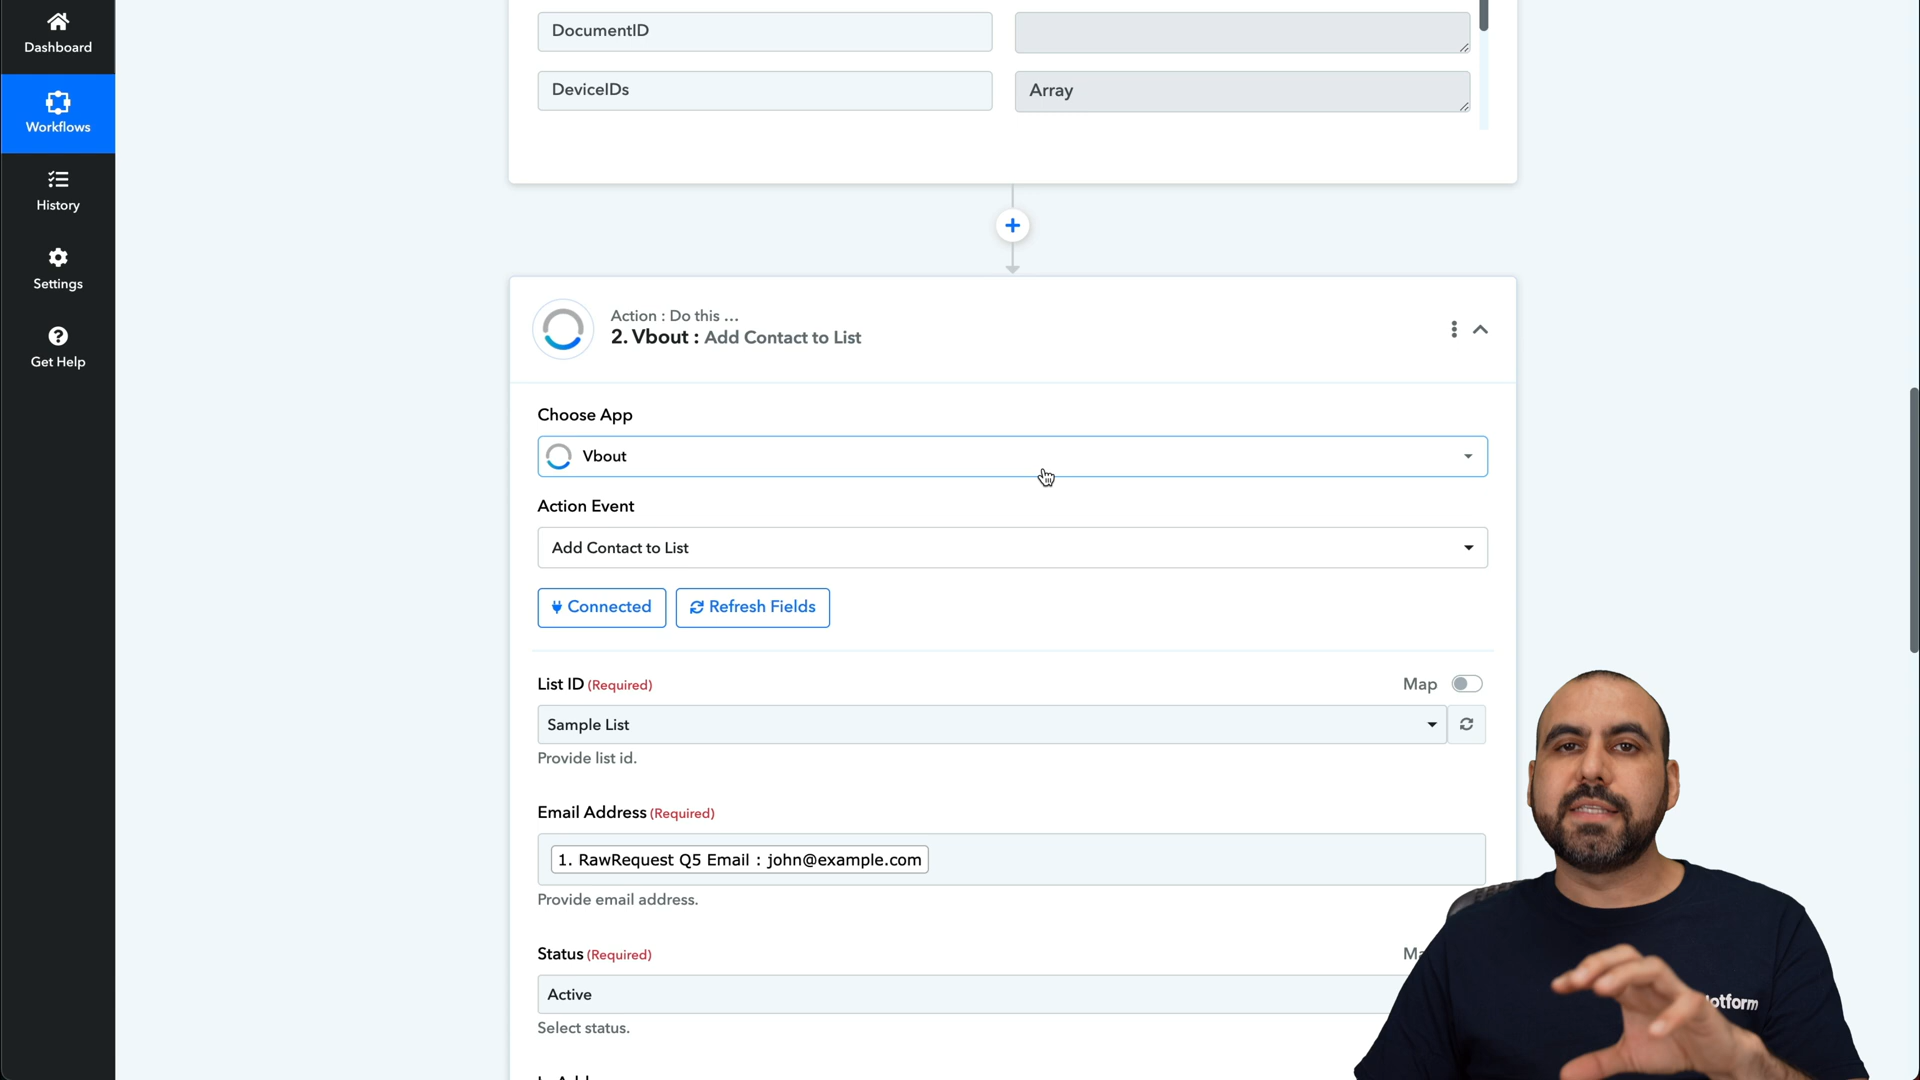 Dashboard
Workflows
History
Settings
Get Help
DocumentID
DeviceIDs
Array
Action : Do this ...
2. Vbout : Add Contact to List
Choose App
Vbout
Action Event
Add Contact to List
Connected
Refresh Fields
List ID (Required)
Map
Sample List
Provide list id.
Email Address (Required)
1. RawRequest Q5 Email : john@example.com
Provide email address.
Status (Required)
Active
Select status.